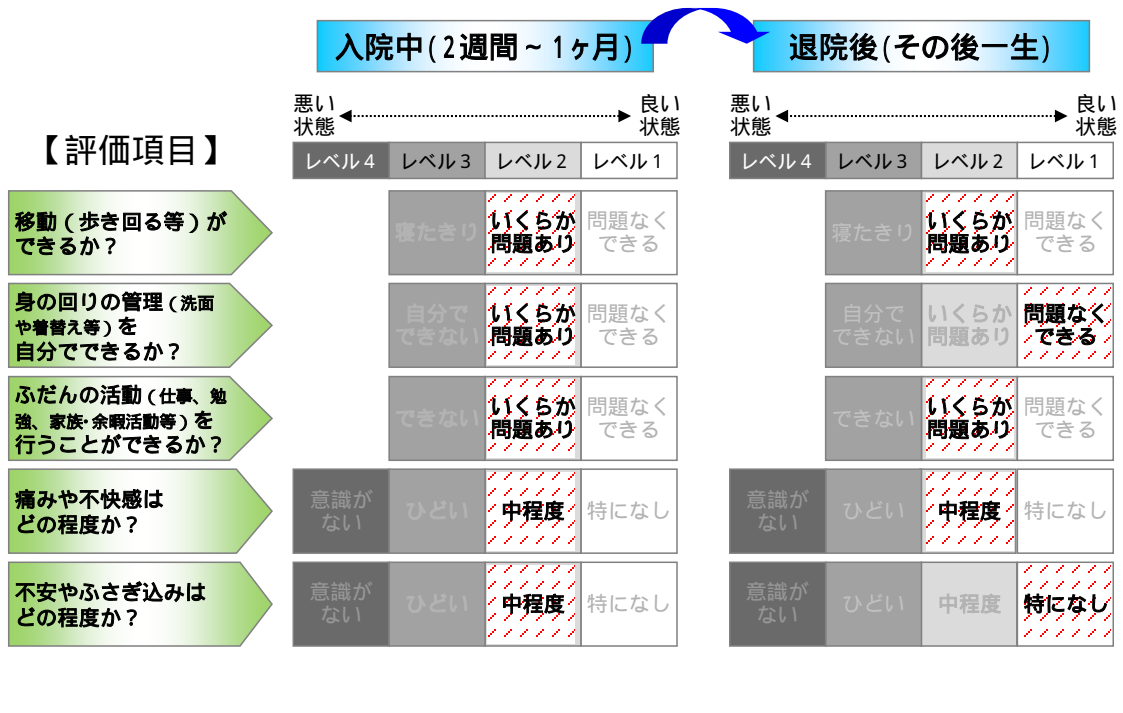 入院中(2週間~1ヶ月)
退院後(その後一生)
悪い
状態
良い
状態
悪い
状態
良い
状態
【評価項目】
レベル4 レベル3 レベル2 レベル1
レベル4 レベル3 レベル2 レベル1
移動(歩き回る等)が
できるか?
寝たきり
いくらか
問題あり
問題なく
できる
寝たきり
いくらか
問題あり
問題なく
できる
身の回りの管理(洗面
や着替え等)を
自分でできるか?
自分で
できない
いくらか
問題あり
問題なく
できる
自分で
できない
いくらか
問題あり
問題なく
できる
ふだんの活動(仕事、勉
強、家族・余暇活動等)を
行うことができるか?
できない
いくらか
問題あり
問題なく
できる
できない
いくらか
問題あり
問題なく
できる
痛みや不快感は
どの程度か?
意識が
ない
ひどい
中程度
特になし
意識が
ない
ひどい
中程度
特になし
不安やふさぎ込みは
どの程度か?
意識が
ない
ひどい
中程度
特になし
意識が
ない
ひどい
中程度
特になし